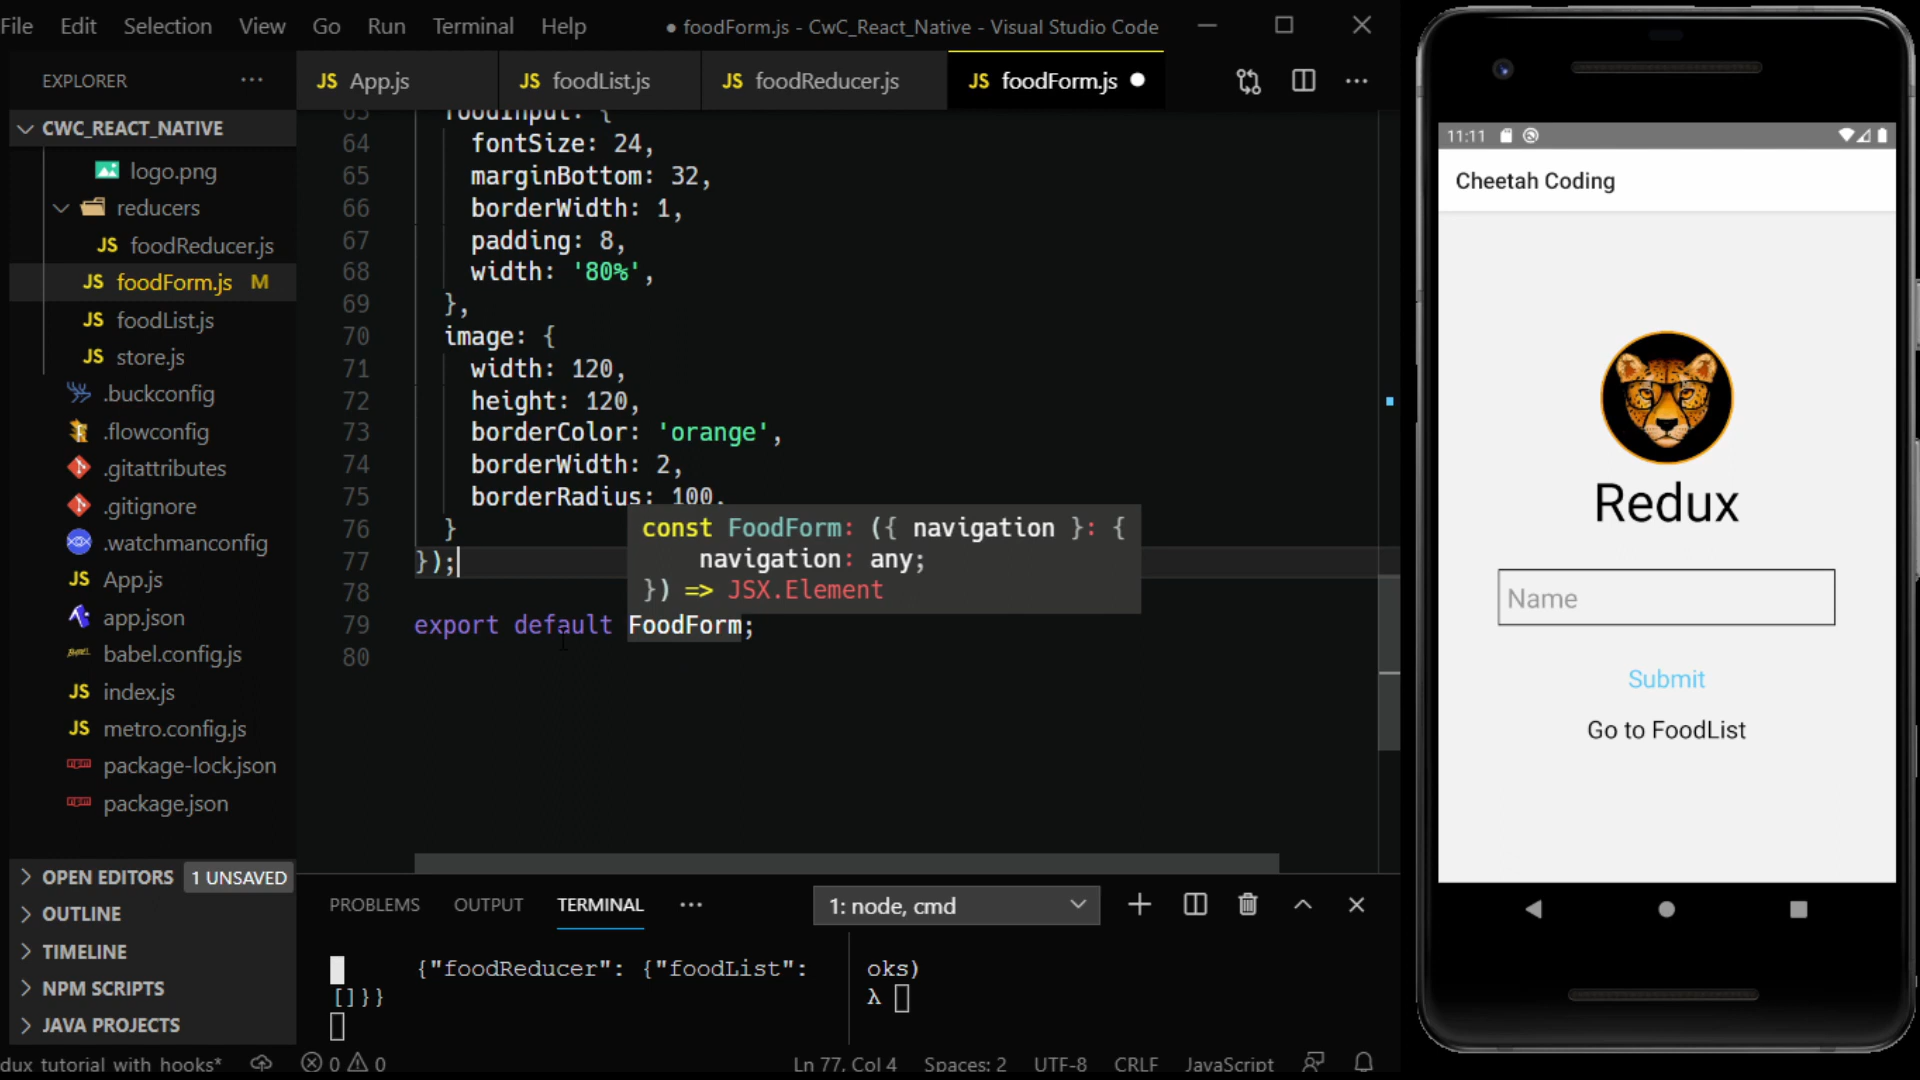 File Edit Selection View Go Run Terminal Help
● foodForm.js - CwC_React_Native - Visual Studio Code
EXPLORER ···
JS App.js
JS foodList.js
JS foodReducer.js
JS foodForm.js ●
CWC_REACT_NATIVE
logo.png
reducers
JS foodReducer.js
JS foodForm.js M
JS foodList.js
JS store.js
.buckconfig
.flowconfig
.gitattributes
.gitignore
.watchmanconfig
JS App.js
app.json
babel.config.js
JS index.js
JS metro.config.js
package-lock.json
package.json
OPEN EDITORS 1 UNSAVED
OUTLINE
TIMELINE
NPM SCRIPTS
JAVA PROJECTS
63 foodInput: {
64 fontSize: 24,
65 marginBottom: 32,
66 borderWidth: 1,
67 padding: 8,
68 width: '80%',
69 },
70 image: {
71 width: 120,
72 height: 120,
73 borderColor: 'orange',
74 borderWidth: 2,
75 borderRadius: 100,
76 }
77 });
78
79 export default FoodForm;
80
const FoodForm: ({ navigation }: {
navigation: any;
}) => JSX.Element
PROBLEMS OUTPUT TERMINAL ···
1: node, cmd
{"foodReducer": {"foodList":
[]}}
oks)
λ
dux tutorial with hooks* 0 0
Ln 77, Col 4 Spaces: 2 UTF-8 CRLF JavaScript
11:11
Cheetah Coding
Redux
Name
Submit
Go to FoodList